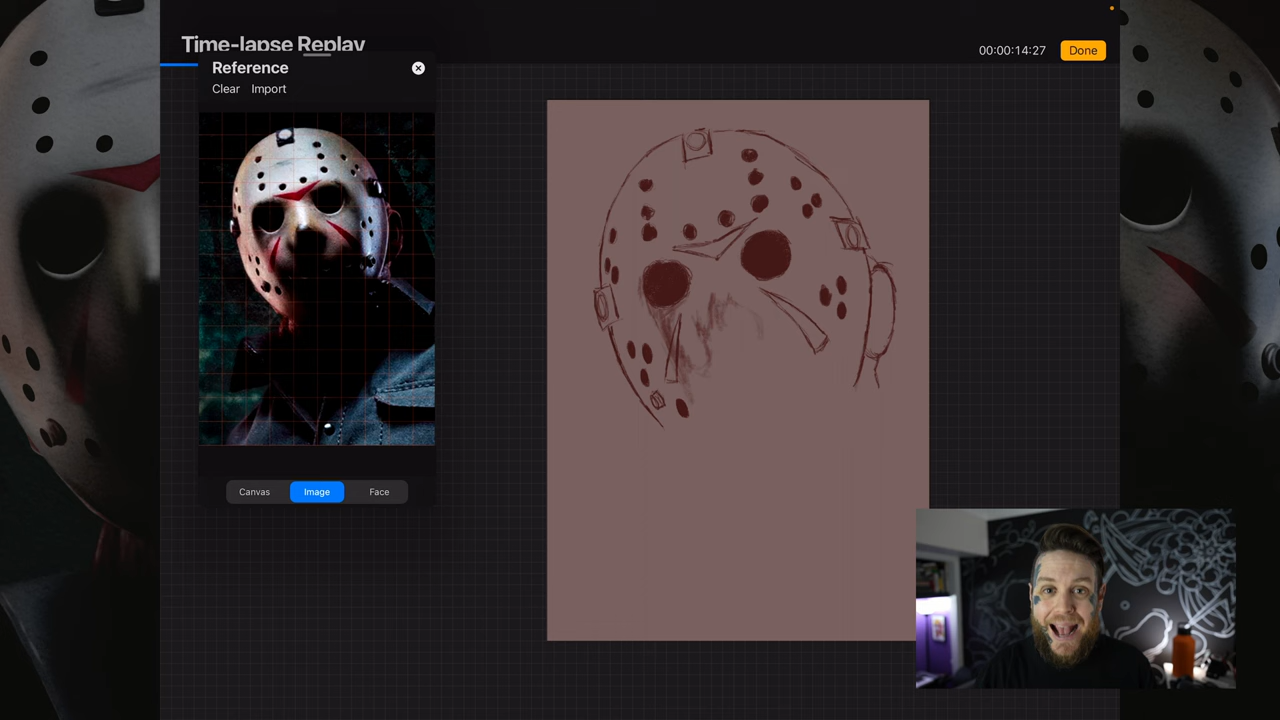 Time-lapse Replay
00:00:14:27
Done
Reference
Clear
Import
Canvas
Image
Face